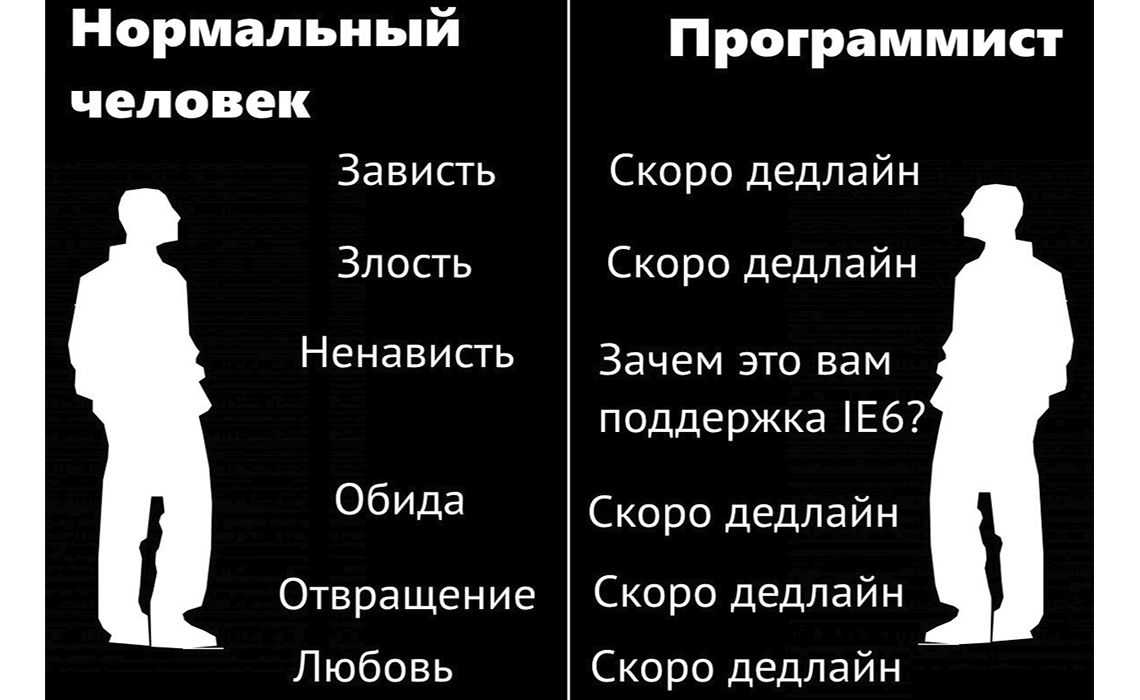 Нормальный
человек
Зависть
Злость
Ненависть
Обида
Отвращение
Любовь
Программист
Скоро дедлайн
Скоро дедлайн
Зачем это вам
поддержка IE6?
Скоро дедлайн
Скоро дедлайн
Скоро дедлайн